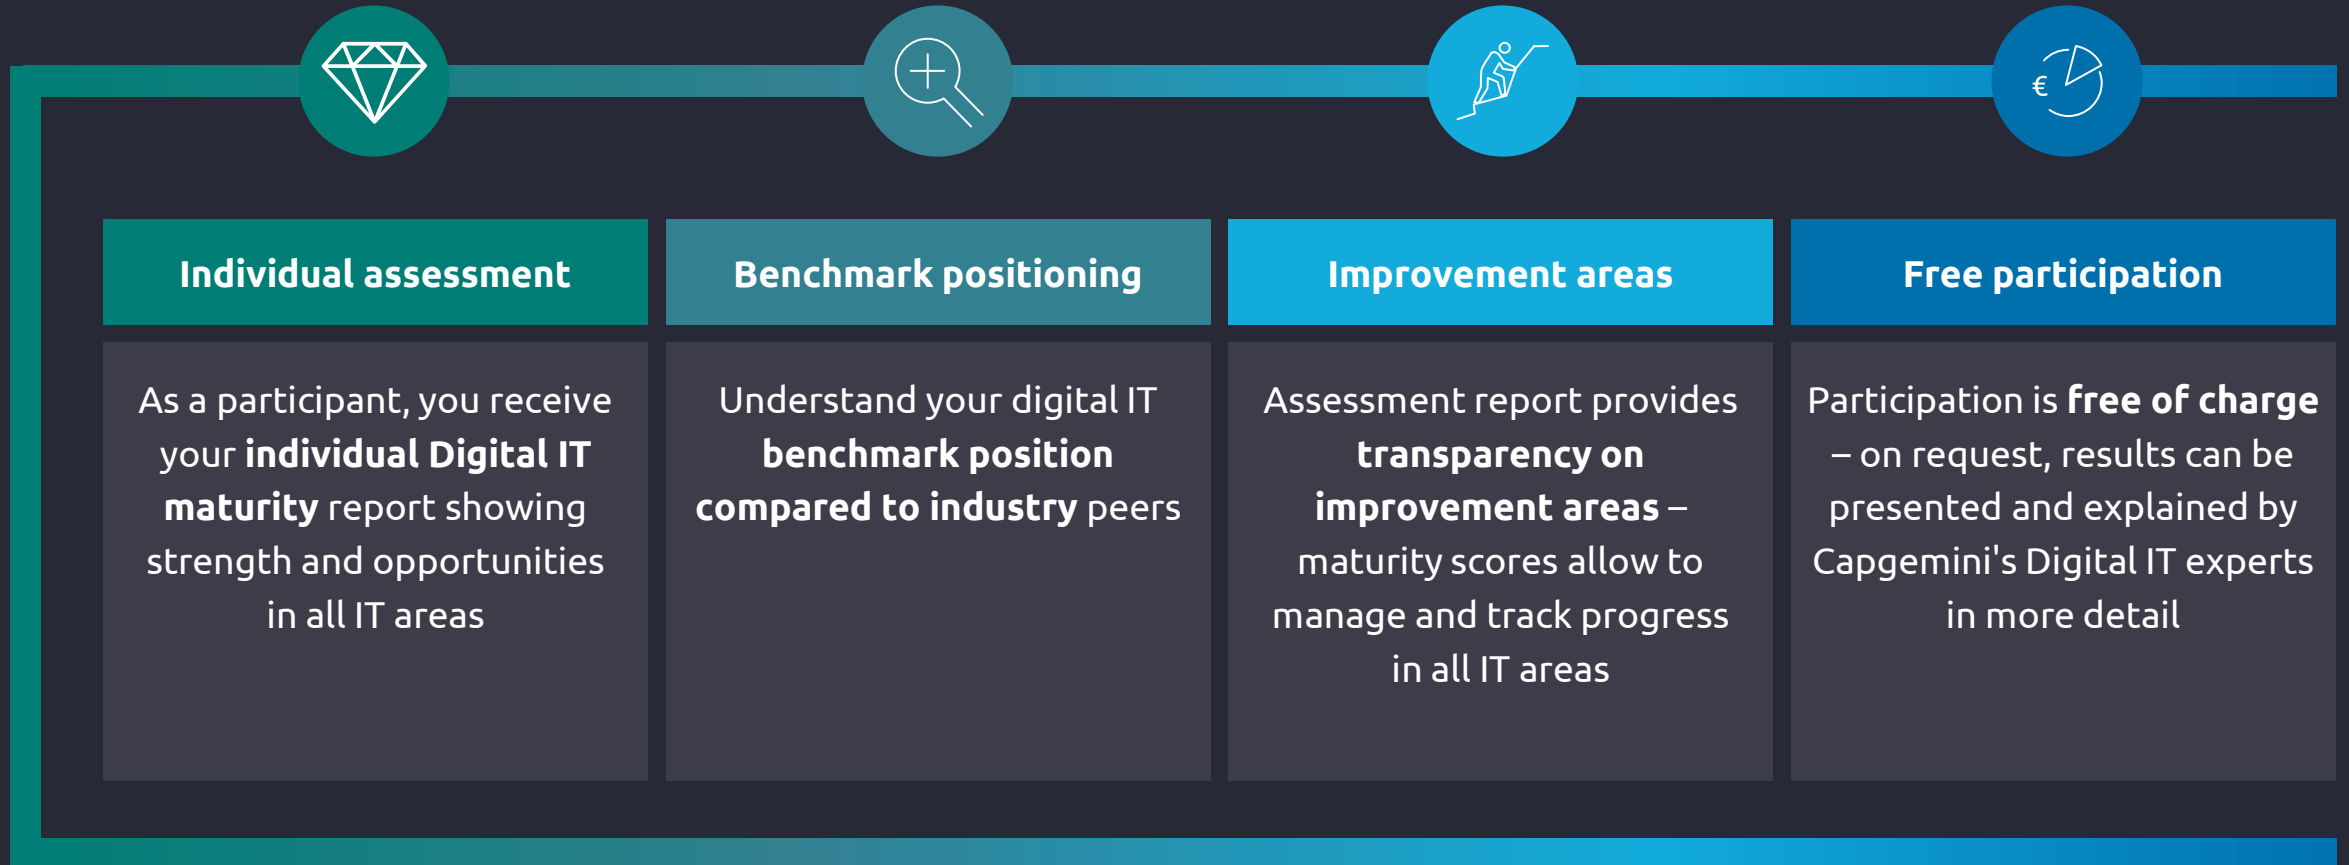 €
Individual assessment
As a participant, you receive
your individual Digital IT
maturity report showing
strength and opportunities
in all IT areas
Benchmark positioning
Understand your digital IT
benchmark position
compared to industry peers
Improvement areas
Assessment report provides
transparency on
improvement areas –
maturity scores allow to
manage and track progress
in all IT areas
Free participation
Participation is free of charge
– on request, results can be
presented and explained by
Capgemini's Digital IT experts
in more detail